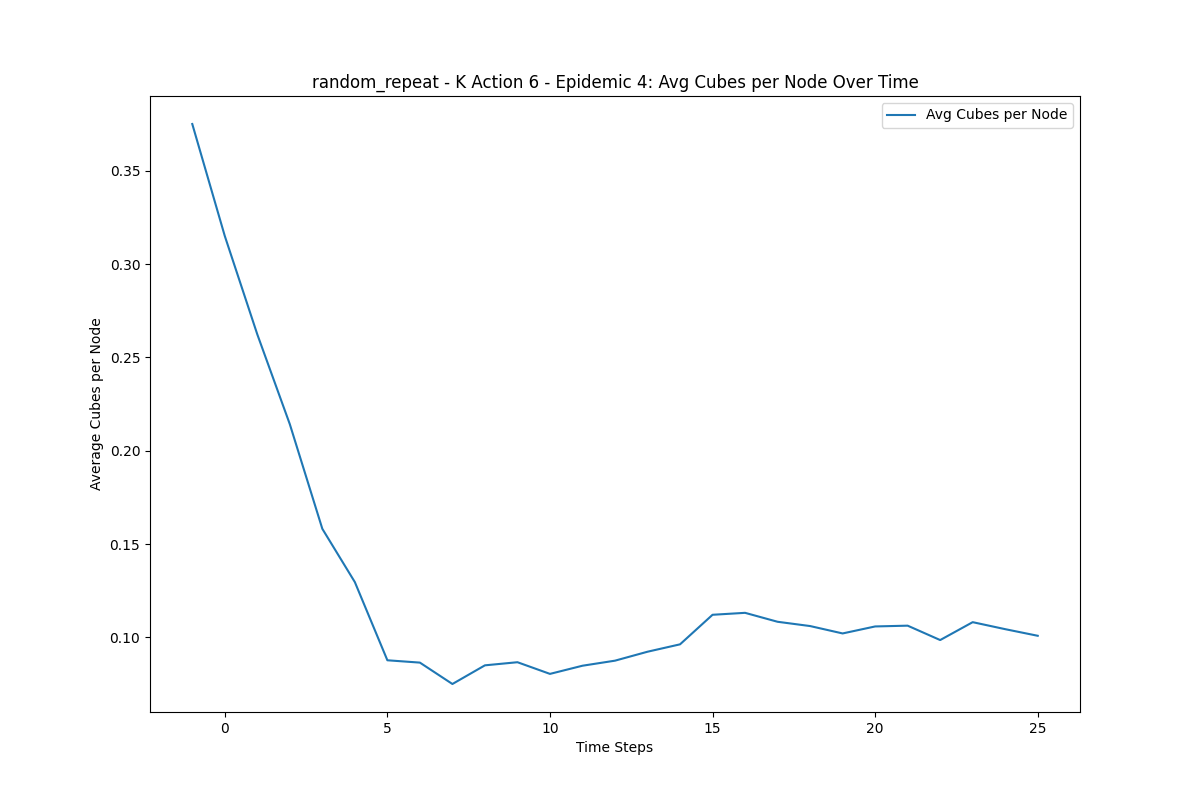 random_repeat - K Action 6 - Epidemic 4: Avg Cubes per Node Over Time
Avg Cubes per Node
Average Cubes per Node
0.35
0.30
0.25
0.20
0.15
0.10
0 5 10 15 20 25
Time Steps